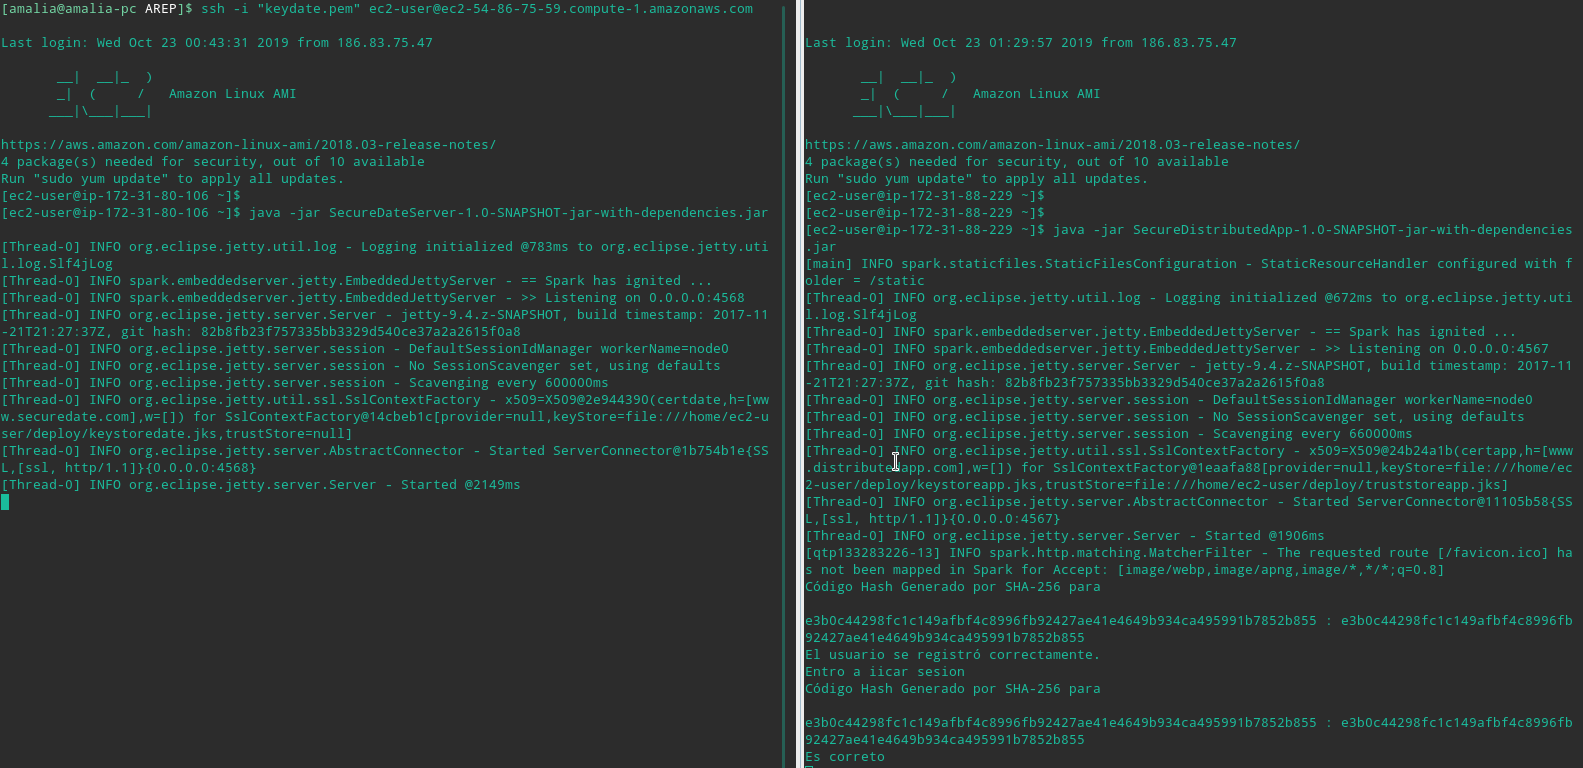 [amalia@amalia-pc AREP]$ ssh -i "keydate.pem" ec2-user@ec2-54-86-75-59.compute-1.amazonaws.com
Last login: Wed Oct 23 00:43:31 2019 from 186.83.75.47
       __|  __|_  )
       _|  (     /   Amazon Linux AMI
      ___|\___|___|
https://aws.amazon.com/amazon-linux-ami/2018.03-release-notes/
4 package(s) needed for security, out of 10 available
Run "sudo yum update" to apply all updates.
[ec2-user@ip-172-31-80-106 ~]$
[ec2-user@ip-172-31-80-106 ~]$ java -jar SecureDateServer-1.0-SNAPSHOT-jar-with-dependencies.jar
[Thread-0] INFO org.eclipse.jetty.util.log - Logging initialized @783ms to org.eclipse.jetty.uti
l.log.Slf4jLog
[Thread-0] INFO spark.embeddedserver.jetty.EmbeddedJettyServer - == Spark has ignited ...
[Thread-0] INFO spark.embeddedserver.jetty.EmbeddedJettyServer - >> Listening on 0.0.0.0:4568
[Thread-0] INFO org.eclipse.jetty.server.Server - jetty-9.4.z-SNAPSHOT, build timestamp: 2017-11
-21T21:27:37Z, git hash: 82b8fb23f757335bb3329d540ce37a2a2615f0a8
[Thread-0] INFO org.eclipse.jetty.server.session - DefaultSessionIdManager workerName=node0
[Thread-0] INFO org.eclipse.jetty.server.session - No SessionScavenger set, using defaults
[Thread-0] INFO org.eclipse.jetty.server.session - Scavenging every 600000ms
[Thread-0] INFO org.eclipse.jetty.util.ssl.SslContextFactory - x509=X509@2e944390(certdate,h=[ww
w.securedate.com],w=[]) for SslContextFactory@14cbeb1c[provider=null,keyStore=file:///home/ec2-u
ser/deploy/keystoredate.jks,trustStore=null]
[Thread-0] INFO org.eclipse.jetty.server.AbstractConnector - Started ServerConnector@1b754b1e{SS
L,[ssl, http/1.1]}{0.0.0.0:4568}
[Thread-0] INFO org.eclipse.jetty.server.Server - Started @2149ms
Last login: Wed Oct 23 01:29:57 2019 from 186.83.75.47
       __|  __|_  )
       _|  (     /   Amazon Linux AMI
      ___|\___|___|
https://aws.amazon.com/amazon-linux-ami/2018.03-release-notes/
4 package(s) needed for security, out of 10 available
Run "sudo yum update" to apply all updates.
[ec2-user@ip-172-31-88-229 ~]$
[ec2-user@ip-172-31-88-229 ~]$
[ec2-user@ip-172-31-88-229 ~]$ java -jar SecureDistributedApp-1.0-SNAPSHOT-jar-with-dependencies
.jar
[main] INFO spark.staticfiles.StaticFilesConfiguration - StaticResourceHandler configured with f
older = /static
[Thread-0] INFO org.eclipse.jetty.util.log - Logging initialized @672ms to org.eclipse.jetty.uti
l.log.Slf4jLog
[Thread-0] INFO spark.embeddedserver.jetty.EmbeddedJettyServer - == Spark has ignited ...
[Thread-0] INFO spark.embeddedserver.jetty.EmbeddedJettyServer - >> Listening on 0.0.0.0:4567
[Thread-0] INFO org.eclipse.jetty.server.Server - jetty-9.4.z-SNAPSHOT, build timestamp: 2017-11
-21T21:27:37Z, git hash: 82b8fb23f757335bb3329d540ce37a2a2615f0a8
[Thread-0] INFO org.eclipse.jetty.server.session - DefaultSessionIdManager workerName=node0
[Thread-0] INFO org.eclipse.jetty.server.session - No SessionScavenger set, using defaults
[Thread-0] INFO org.eclipse.jetty.server.session - Scavenging every 660000ms
[Thread-0] INFO org.eclipse.jetty.util.ssl.SslContextFactory - x509=X509@24b24a1b(certapp,h=[www
.distributedapp.com],w=[]) for SslContextFactory@1eaafa88[provider=null,keyStore=file:///home/ec
2-user/deploy/keystoreapp.jks,trustStore=file:///home/ec2-user/deploy/truststoreapp.jks]
[Thread-0] INFO org.eclipse.jetty.server.AbstractConnector - Started ServerConnector@11105b58{SS
L,[ssl, http/1.1]}{0.0.0.0:4567}
[Thread-0] INFO org.eclipse.jetty.server.Server - Started @1906ms
[qtp133283226-13] INFO spark.http.matching.MatcherFilter - The requested route [/favicon.ico] ha
s not been mapped in Spark for Accept: [image/webp,image/apng,image/*,*/*;q=0.8]
Código Hash Generado por SHA-256 para
e3b0c44298fc1c149afbf4c8996fb92427ae41e4649b934ca495991b7852b855 : e3b0c44298fc1c149afbf4c8996fb
92427ae41e4649b934ca495991b7852b855
El usuario se registró correctamente.
Entro a iicar sesion
Código Hash Generado por SHA-256 para
e3b0c44298fc1c149afbf4c8996fb92427ae41e4649b934ca495991b7852b855 : e3b0c44298fc1c149afbf4c8996fb
92427ae41e4649b934ca495991b7852b855
Es correto